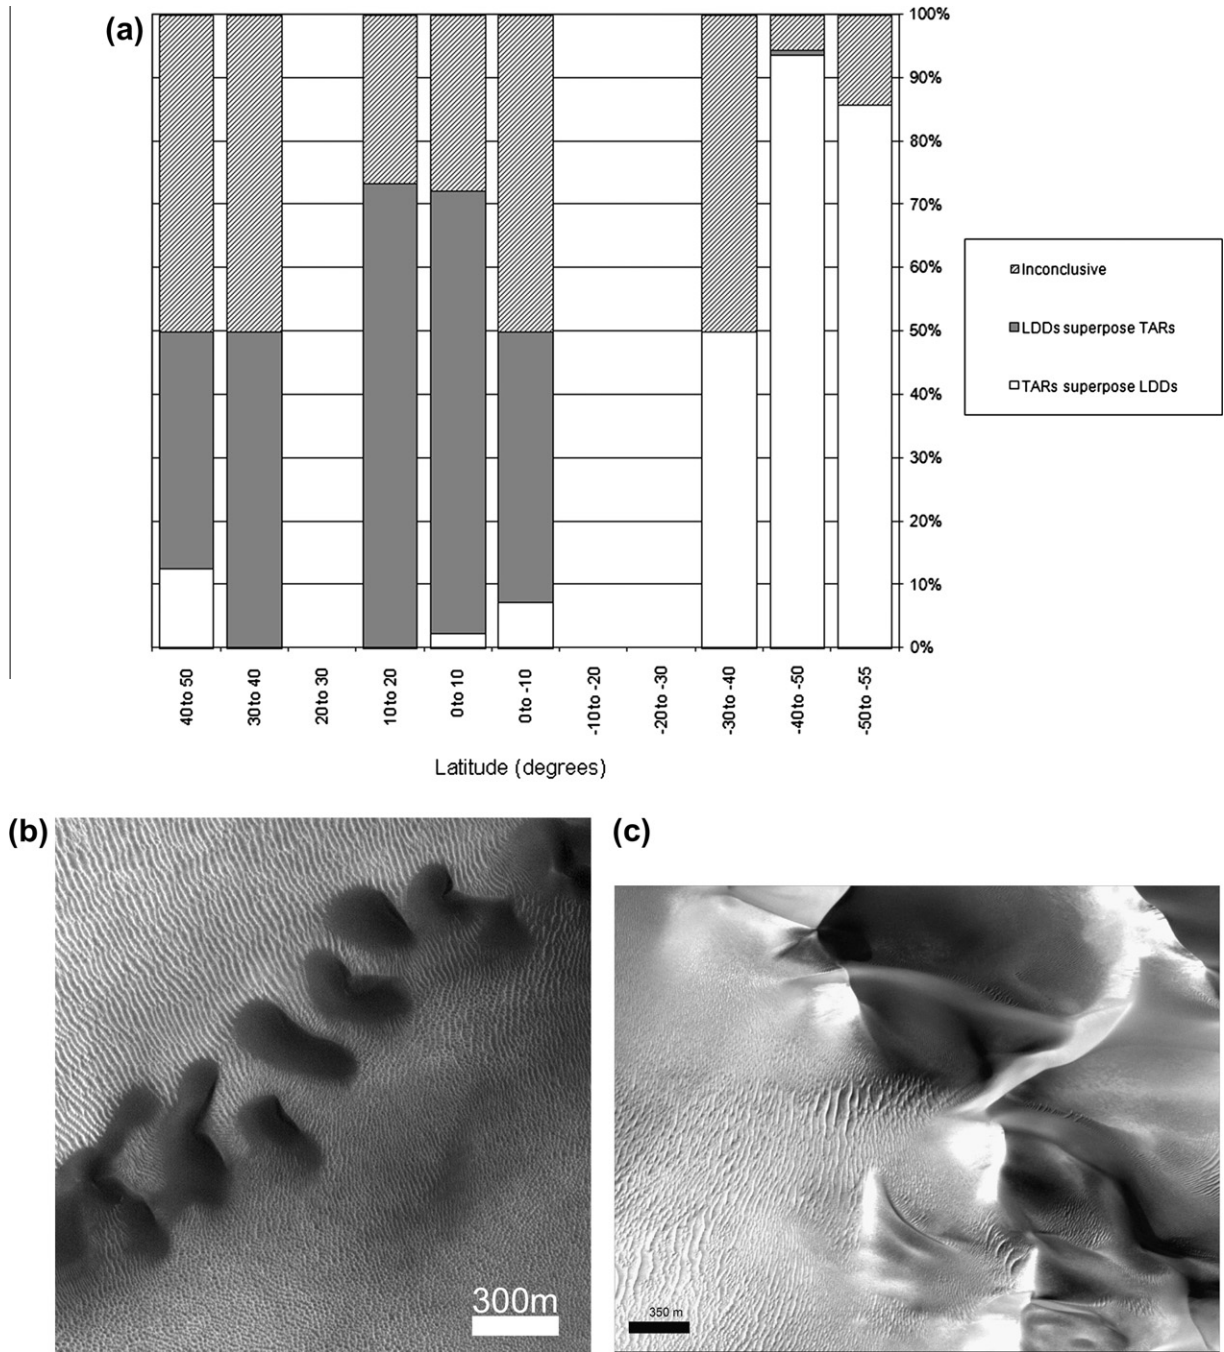 (a)
100%
90%
80%
70%
60%
50%
40%
30%
20%
10%
0%
Inconclusive
LDDs superpose TARs
TARs superpose LDDs
40 to 50
30 to 40
20 to 30
10 to 20
0 to 10
0 to -10
-10 to -20
-20 to -30
-30 to -40
-40 to -50
-50 to -55
Latitude (degrees)
(b)
300m
(c)
350 m